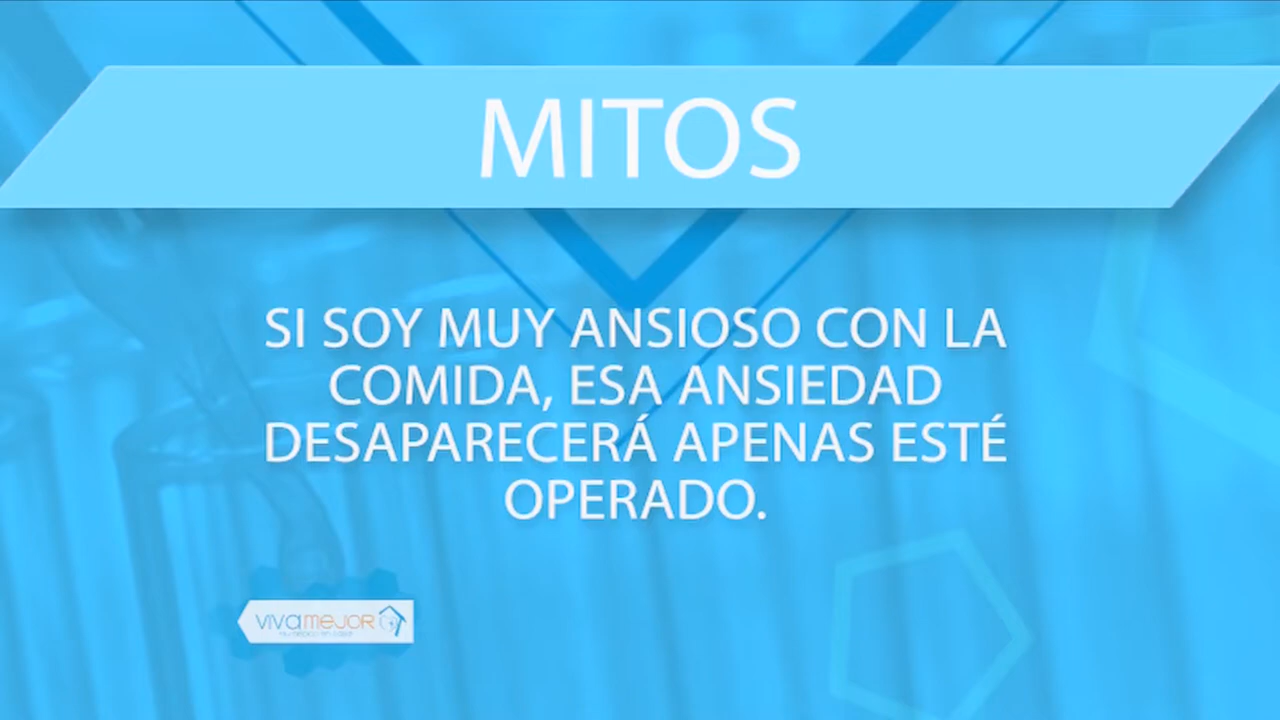 MITOS
SI SOY MUY ANSIOSO CON LA
COMIDA, ESA ANSIEDAD
DESAPARECERÁ APENAS ESTÉ
OPERADO.
VIVAMEJOR